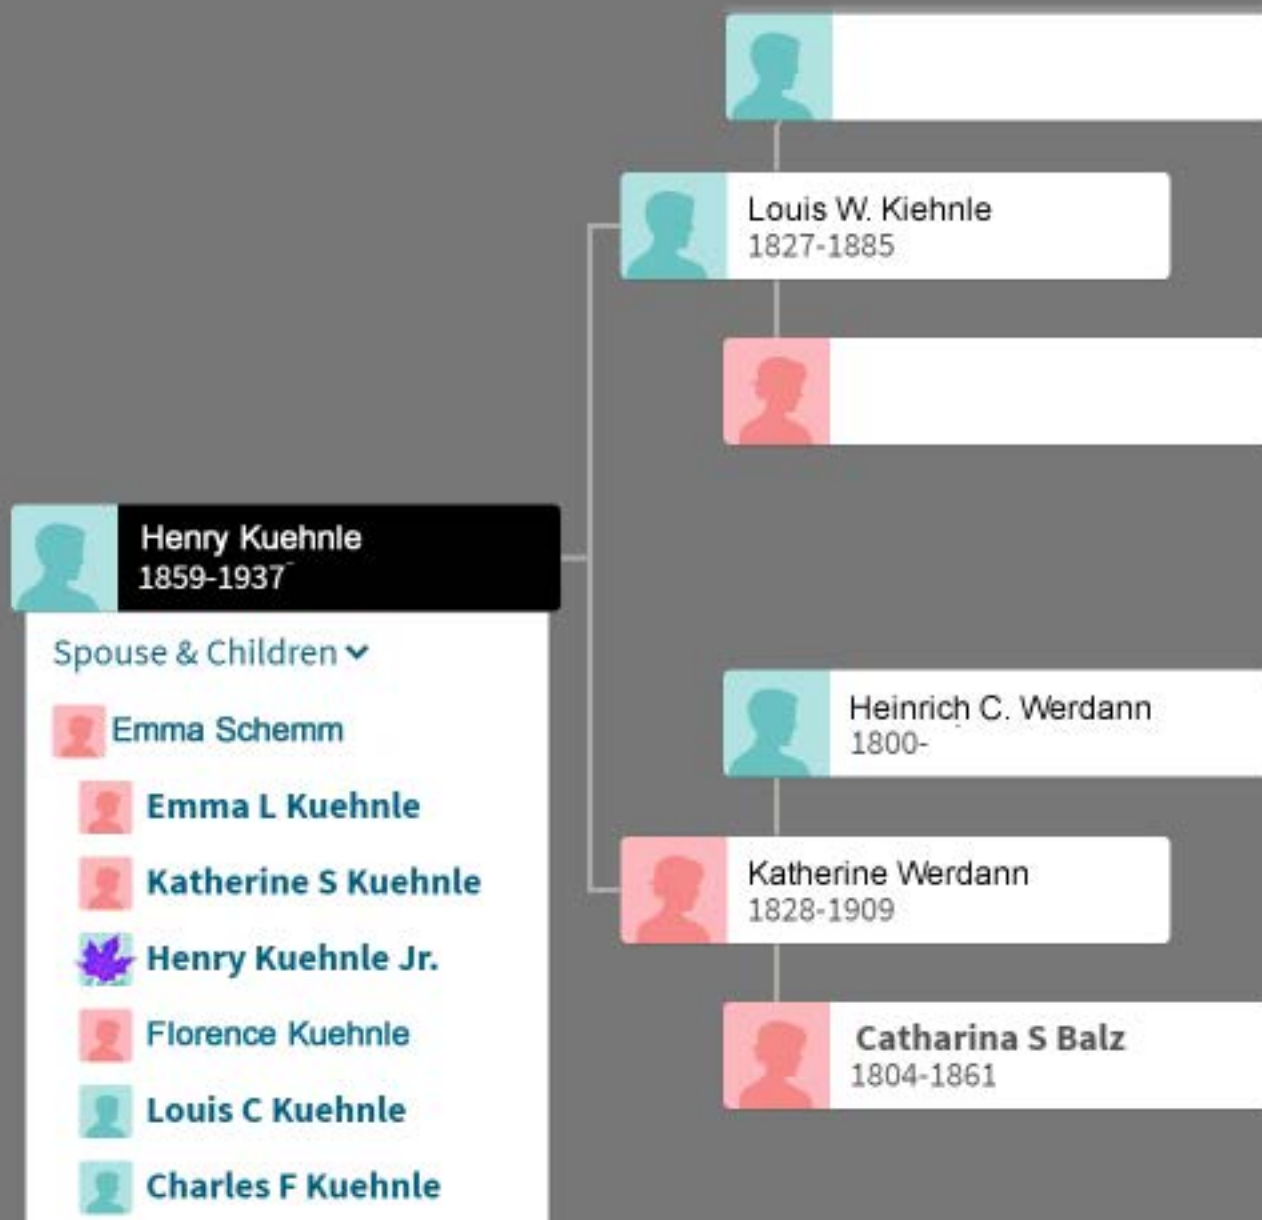 Louis W. Kiehnle
1827-1885
Henry Kuehnle
1859-1937
Spouse & Children
Emma Schemm
Emma L Kuehnle
Katherine S Kuehnle
Henry Kuehnle Jr.
Florence Kuehnle
Louis C Kuehnle
Charles F Kuehnle
Heinrich C. Werdann
1800-
Katherine Werdann
1828-1909
Catharina S Balz
1804-1861